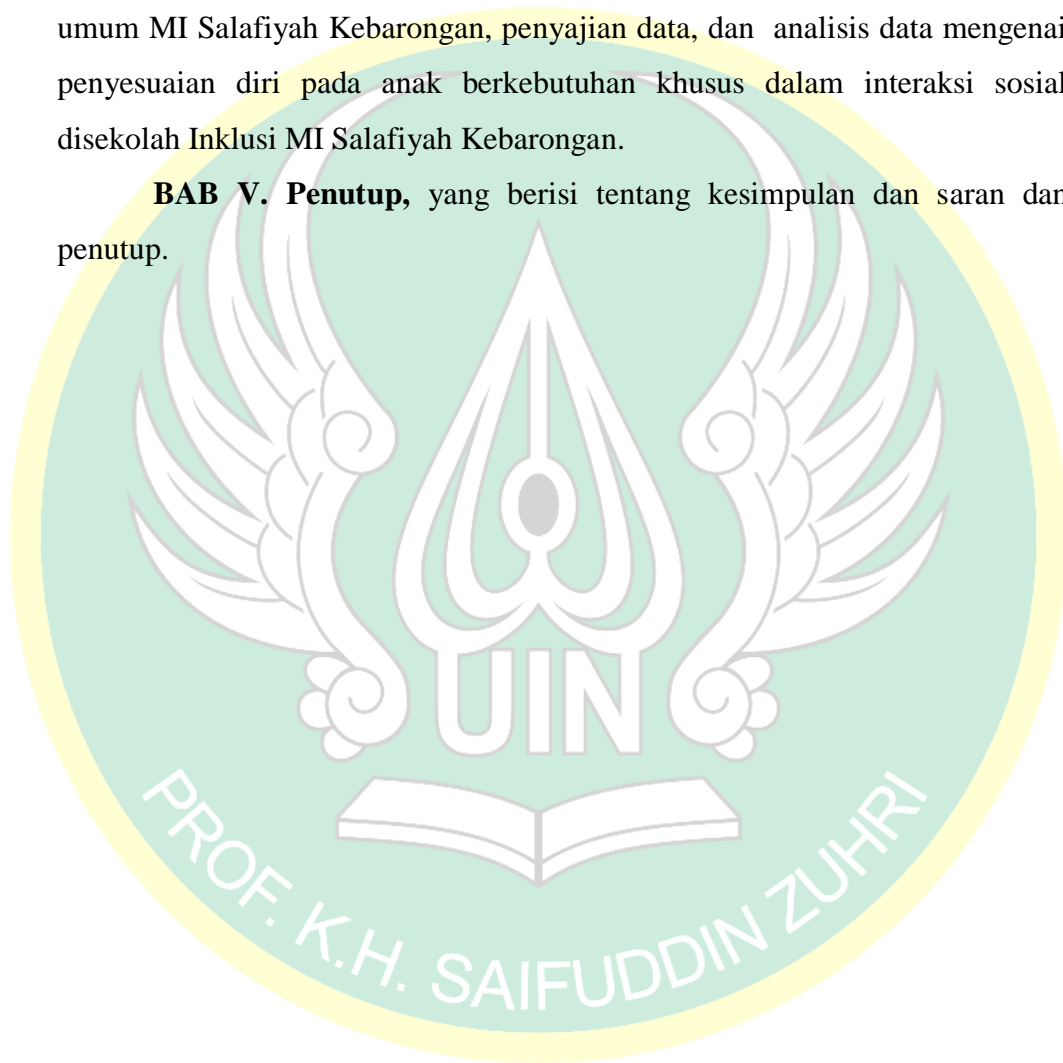 umum MI Salafiyah Kebarongan, penyajian data, dan analisis data mengenai
penyesuaian diri pada anak berkebutuhan khusus dalam interaksi sosial
disekolah Inklusi MI Salafiyah Kebarongan.
BAB V. Penutup, yang berisi tentang kesimpulan dan saran dan
penutup.
UIN
PROF. K.H. SAIFUDDIN ZUHRI